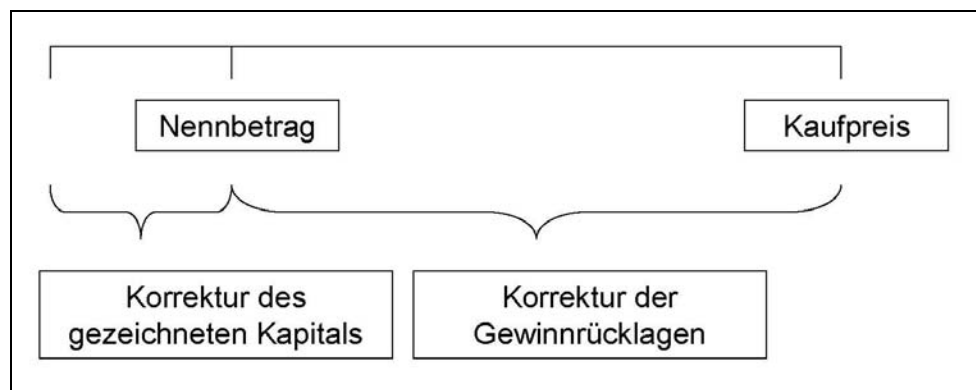 Nennbetrag
Kaufpreis
Korrektur des
gezeichneten Kapitals
Korrektur der
Gewinnrücklagen